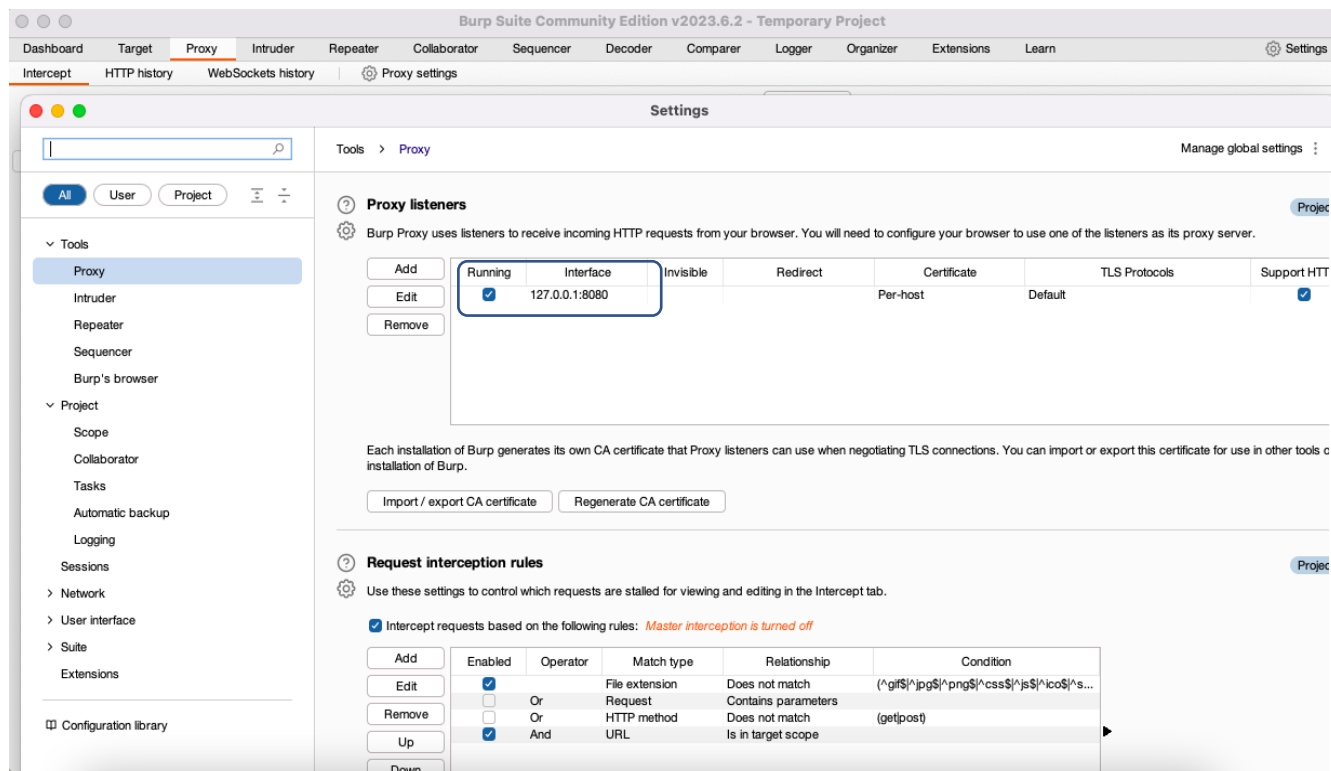 Burp Suite Community Edition v2023.6.2 - Temporary Project
Dashboard Target Proxy Intruder Repeater Collaborator Sequencer Decoder Comparer Logger Organizer Extensions Learn Settings
Intercept HTTP history WebSockets history Proxy settings
Settings
Tools > Proxy Manage global settings
All User Project
Proxy listeners
Burp Proxy uses listeners to receive incoming HTTP requests from your browser. You will need to configure your browser to use one of the listeners as its proxy server.
Tools
Proxy
Intruder
Repeater
Sequencer
Burp's browser
Project
Scope
Collaborator
Tasks
Automatic backup
Logging
Sessions
Network
User interface
Suite
Extensions
Configuration library
Add
Edit
Remove
Running Interface Invisible Redirect Certificate TLS Protocols Support HTT
127.0.0.1:8080 Per-host Default
Each installation of Burp generates its own CA certificate that Proxy listeners can use when negotiating TLS connections. You can import or export this certificate for use in other tools o
installation of Burp.
Import / export CA certificate Regenerate CA certificate
Request interception rules
Use these settings to control which requests are stalled for viewing and editing in the Intercept tab.
Intercept requests based on the following rules: Master interception is turned off
Add
Edit
Remove
Up
Down
Enabled Operator Match type Relationship Condition
File extension Does not match (^gif$|^jpg$|^png$|^css$|^js$|^ico$|^s...
Or Request Contains parameters
Or HTTP method Does not match (get|post)
And URL Is in target scope